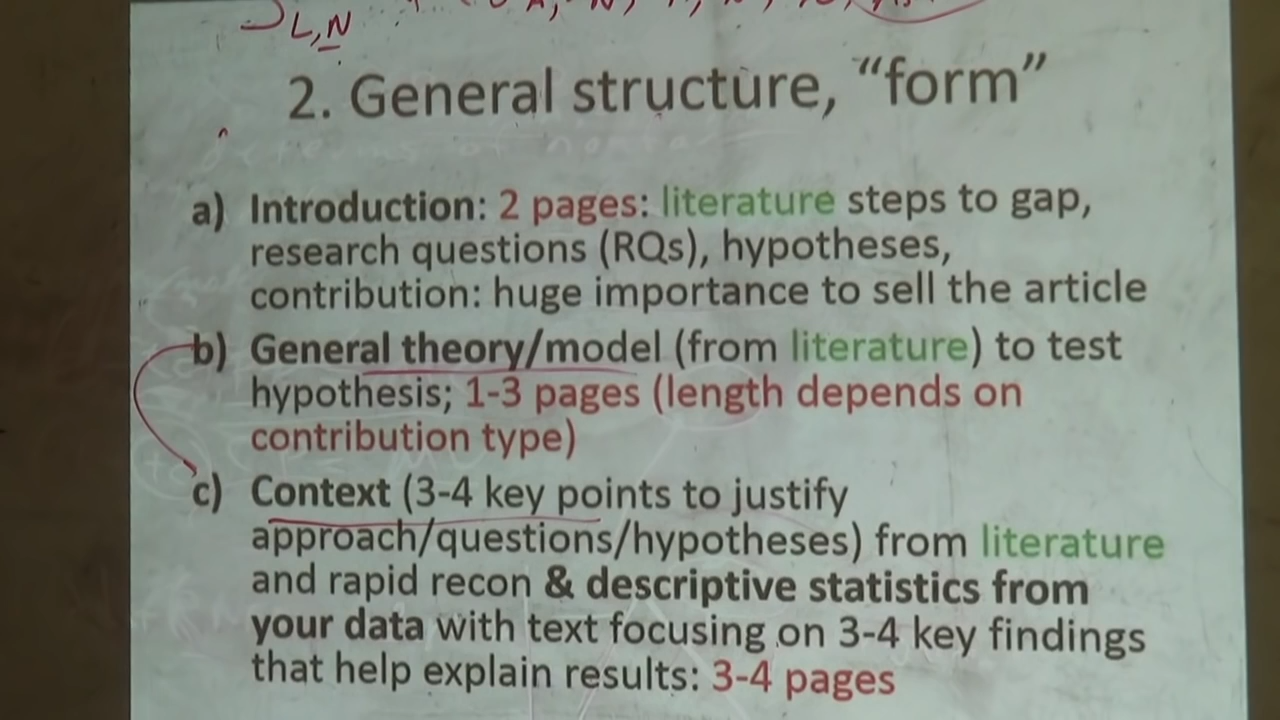 L, N
2. General structure, “form”
a) Introduction: 2 pages: literature steps to gap,
research questions (RQs), hypotheses,
contribution: huge importance to sell the article
b) General theory/model (from literature) to test
hypothesis; 1-3 pages (length depends on
contribution type)
c) Context (3-4 key points to justify
approach/questions/hypotheses) from literature
and rapid recon & descriptive statistics from
your data with text focusing on 3-4 key findings
that help explain results: 3-4 pages